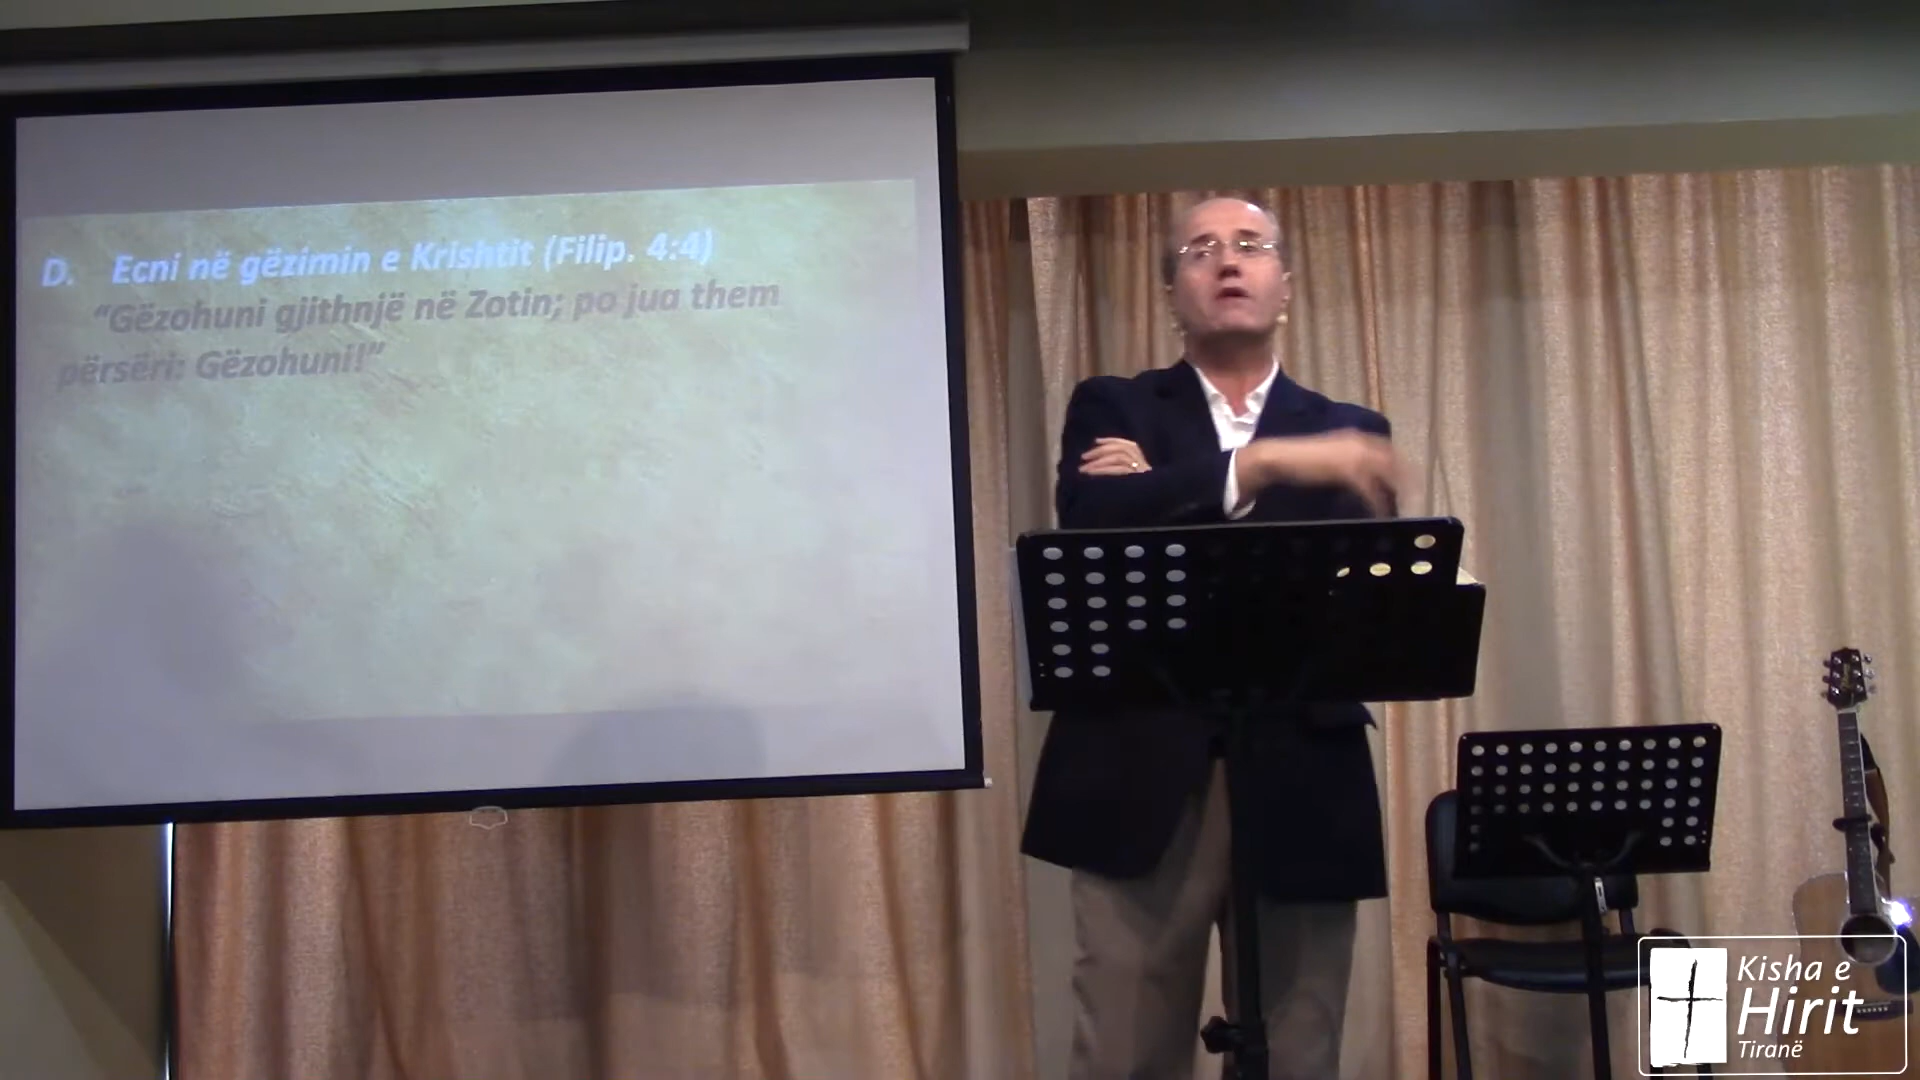 D. Ecni në gëzimin e Krishtit (Filip. 4:4)
“Gëzohuni gjithnjë në Zotin; po jua them
përsëri: Gëzohuni!”
Kisha e
Hirit
Tiranë